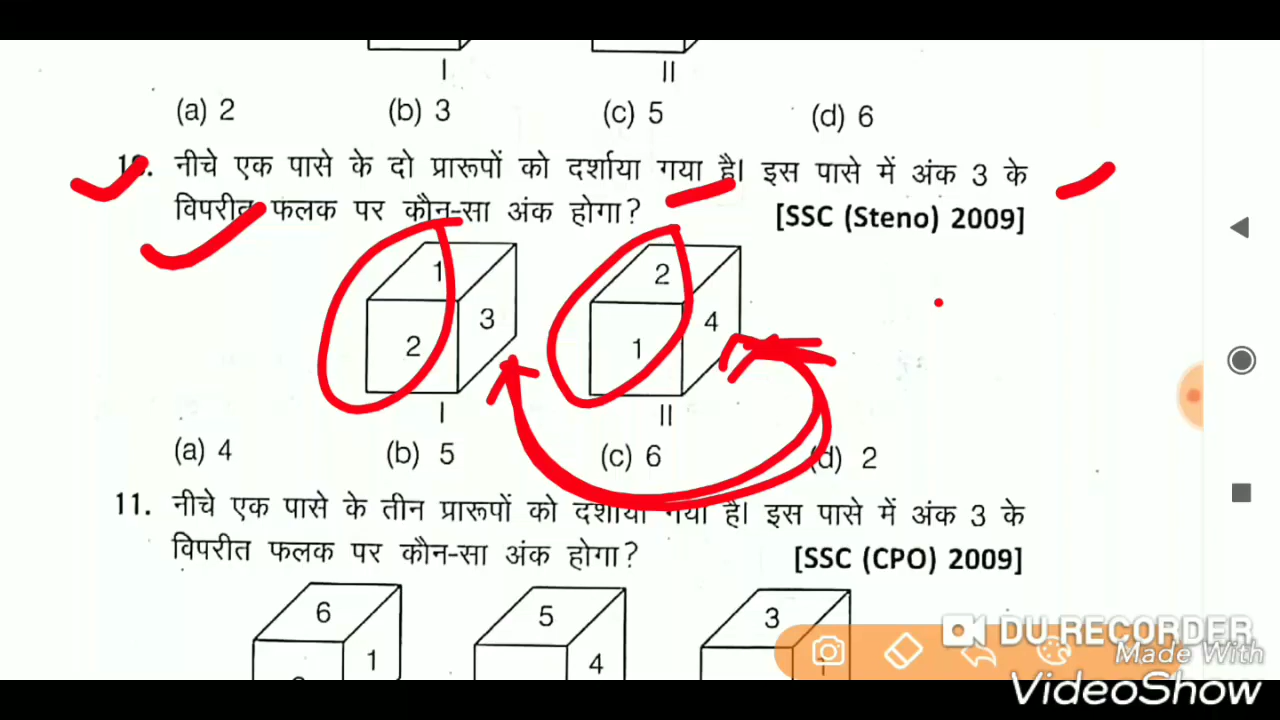 I II
(a) 2 (b) 3 (c) 5 (d) 6
10. नीचे एक पासे के दो प्रारूपों को दर्शाया गया है। इस पासे में अंक 3 के
विपरीत फलक पर कौन-सा अंक होगा? [SSC (Steno) 2009]
1 2
3 4
2 1
I II
(a) 4 (b) 5 (c) 6 (d) 2
11. नीचे एक पासे के तीन प्रारूपों को दर्शाया गया है। इस पासे में अंक 3 के
विपरीत फलक पर कौन-सा अंक होगा? [SSC (CPO) 2009]
6 5 3
1 4
DU RECORDER
Made With
VideoShow